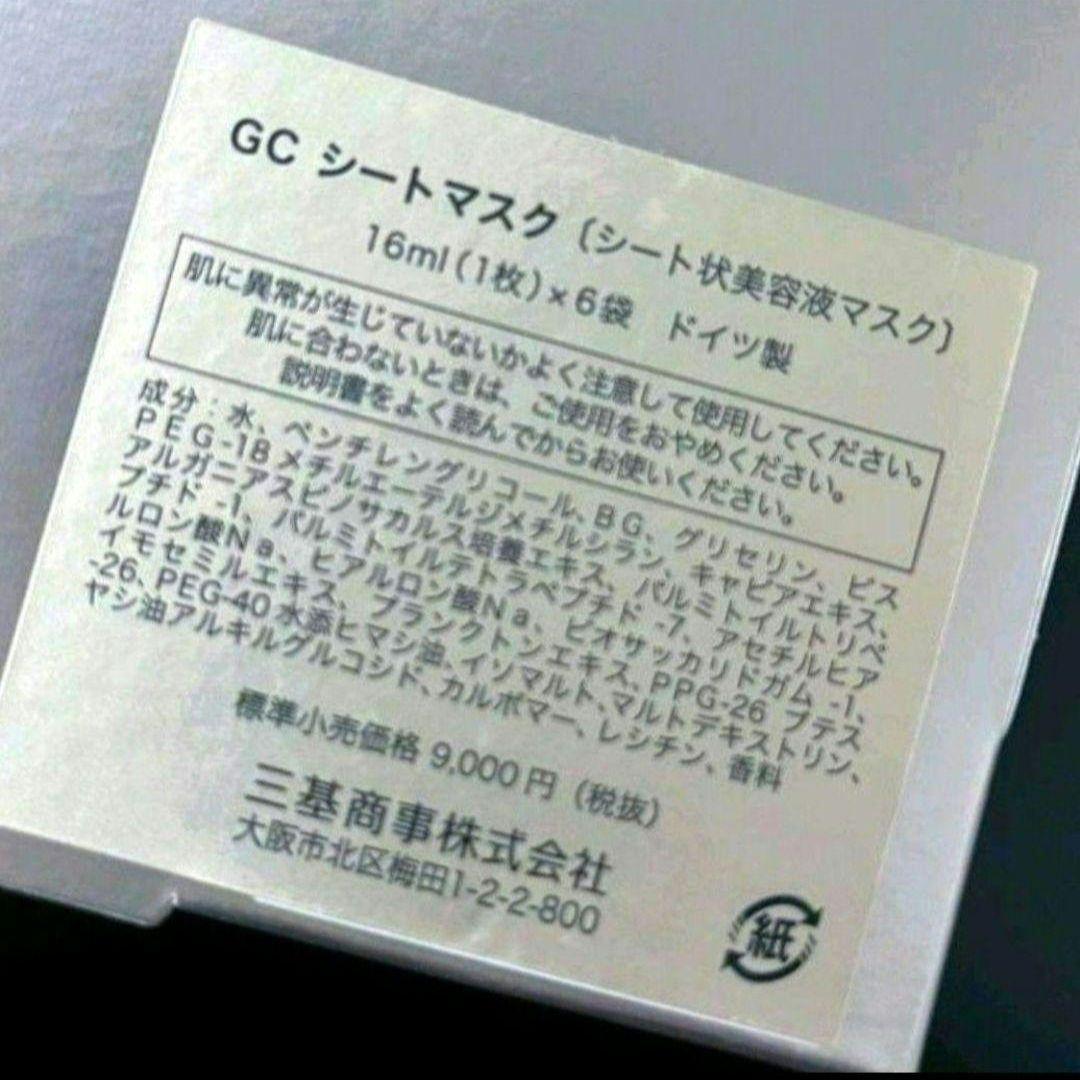 GC シートマスク〔シート状美容液マスク〕
16ml(1枚)×6袋 ドイツ製
肌に異常が生じていないかよく注意して使用してください。
肌に合わないときは、ご使用をおやめください。
説明書をよく読んでからお使いください。
成分:水、ペンチレングリコール、BG、グリセリン、ビス
PEG-18メチルエーテルジメチルシラン、キャビアエキス、
アルガニアスピノサカルス培養エキス、パルミトイルトリペ
プチド-1、パルミトイルテトラペプチド-7、アセチルヒア
ルロン酸Na、ヒアルロン酸Na、ビオサッカリドガム-1、
イモセミルエキス、プランクトンエキス、PPG-26 ブテス
-26、PEG-40水添ヒマシ油、イソマルト、マルトデキストリン、
ヤシ油アルキルグルコシド、カルボマー、レシチン、香料
標準小売価格 9,000円(税抜)
三基商事株式会社
大阪市北区梅田1-2-2-800
紙